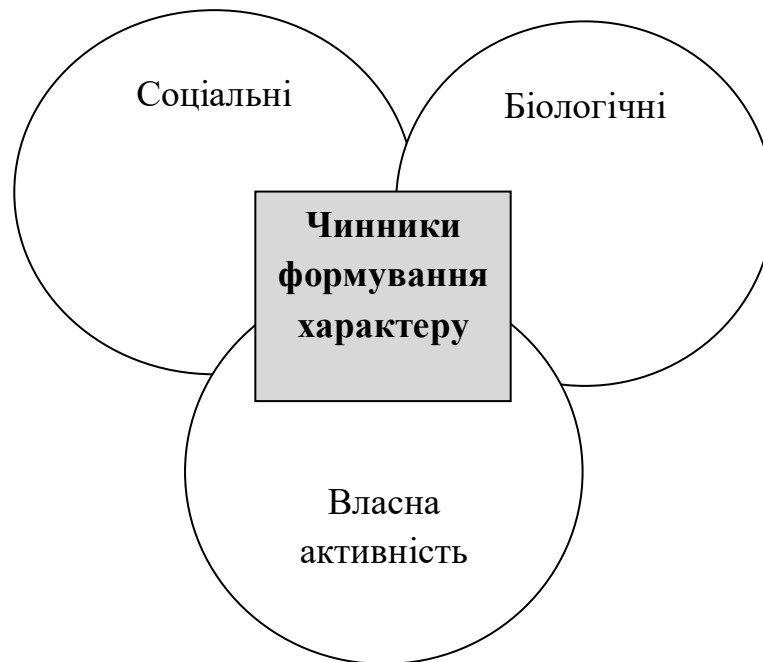 Соціальні
Біологічні
Чинники
формування
характеру
Власна
активність